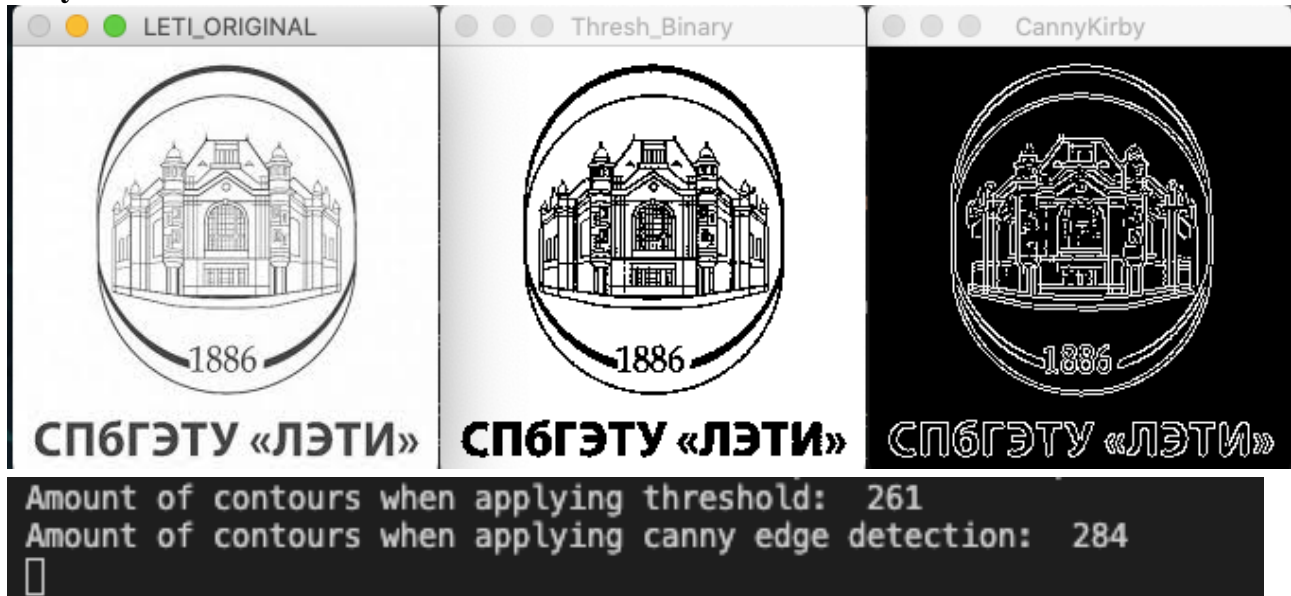 LETI_ORIGINAL
Thresh_Binary
CannyKirby
1886
1886
1886
СПбГЭТУ «ЛЭТИ»
СПбГЭТУ «ЛЭТИ»
СПбГЭТУ «ЛЭТИ»
Amount of contours when applying threshold: 261
Amount of contours when applying canny edge detection: 284